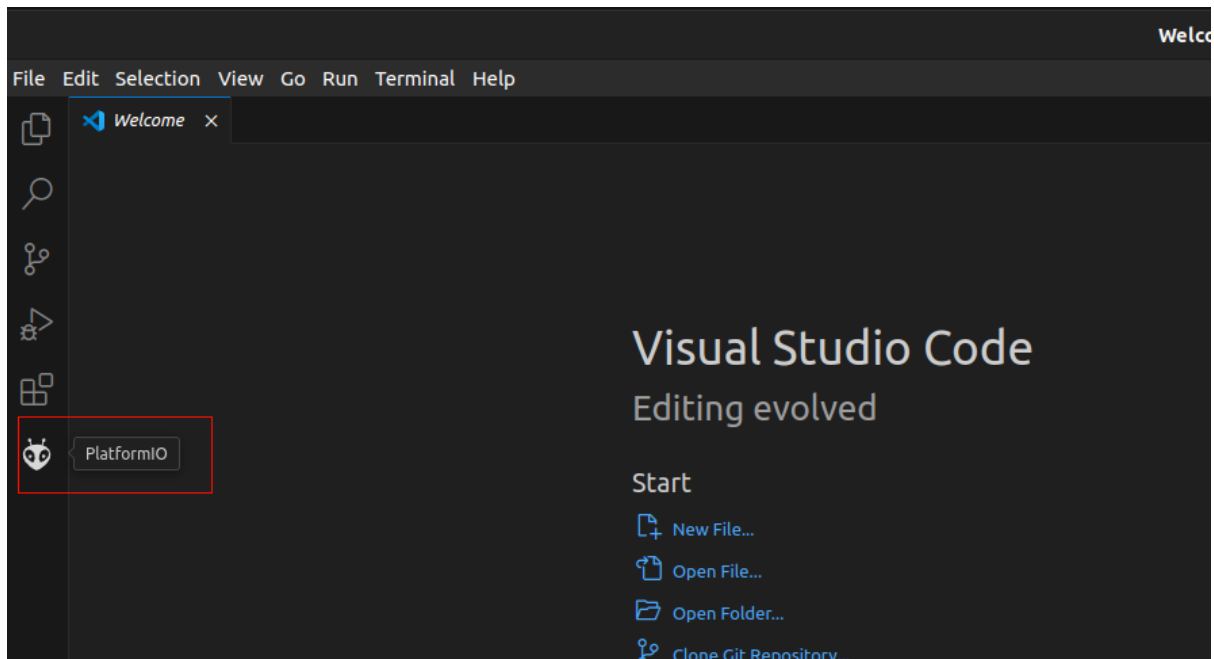 Welco
File Edit Selection View Go Run Terminal Help
Welcome
PlatformIO
Visual Studio Code
Editing evolved
Start
New File...
Open File...
Open Folder...
Clone Git Repository